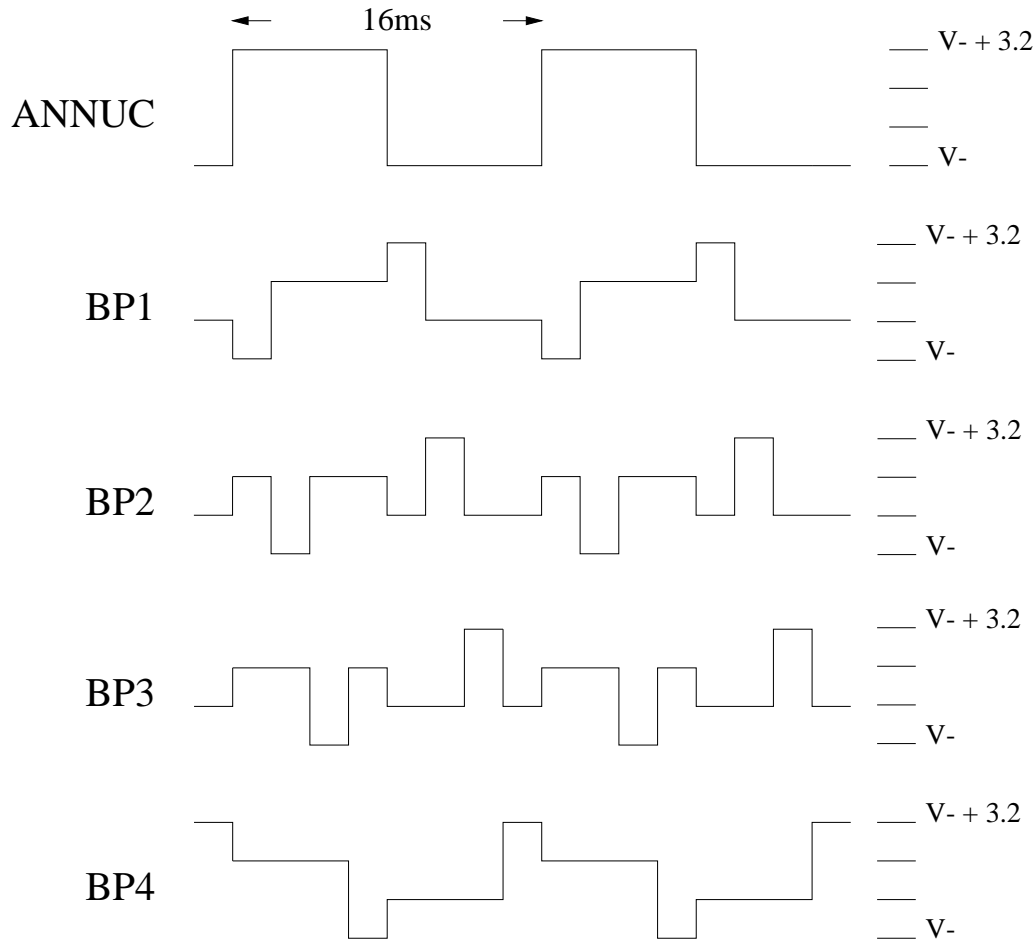 16ms
V- + 3.2
ANNUC
V-
V- + 3.2
BP1
V-
V- + 3.2
BP2
V-
V- + 3.2
BP3
V-
V- + 3.2
BP4
V-